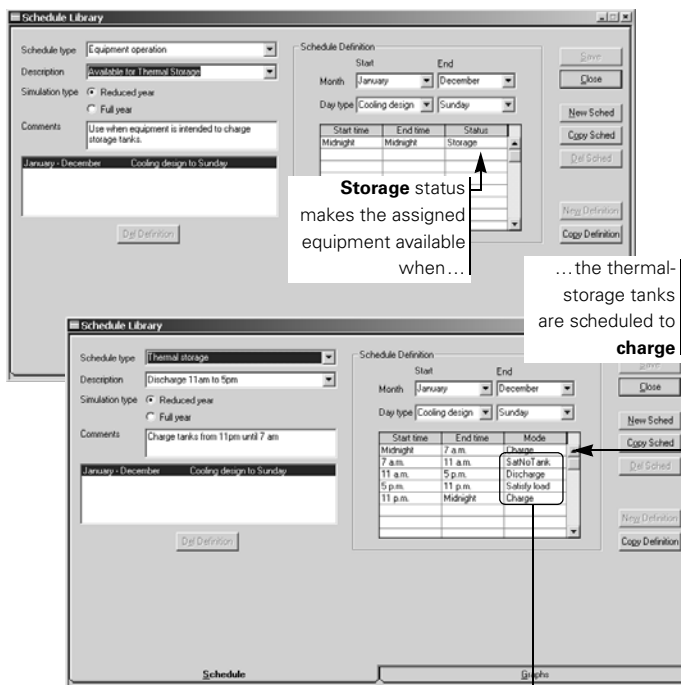 Schedule Library
Schedule type Equipment operation
Description Available for Thermal Storage
Simulation type Reduced year
Full year
Comments Use when equipment is intended to charge
storage tanks.
January - December Cooling design to Sunday
Del Definition
Schedule Definition
Start End
Month January December
Day type Cooling design Sunday
Start time End time Status
Midnight Midnight Storage
Save
Close
New Sched
Copy Sched
Del Sched
New Definition
Copy Definition
Storage status
makes the assigned
equipment available
when…
…the thermal-
storage tanks
are scheduled to
charge
Schedule Library
Schedule type Thermal storage
Description Discharge 11am to 5pm
Simulation type Reduced year
Full year
Comments Charge tanks from 11pm until 7 am
January - Decem Cooling design to Sunday
Del Definition
Schedule Definition
Start End
Month January December
Day type Cooling design Sunday
Start time End time Mode
Midnight 7 a.m. Charge
7 a.m. 11 a.m. SatNoTank
11 a.m. 5 p.m. Discharge
5 p.m. 11 p.m. Satisfy load
11 p.m. Midnight Charge
Save
Close
New Sched
Copy Sched
Del Sched
New Definition
Copy Definition
Schedule
Graphs